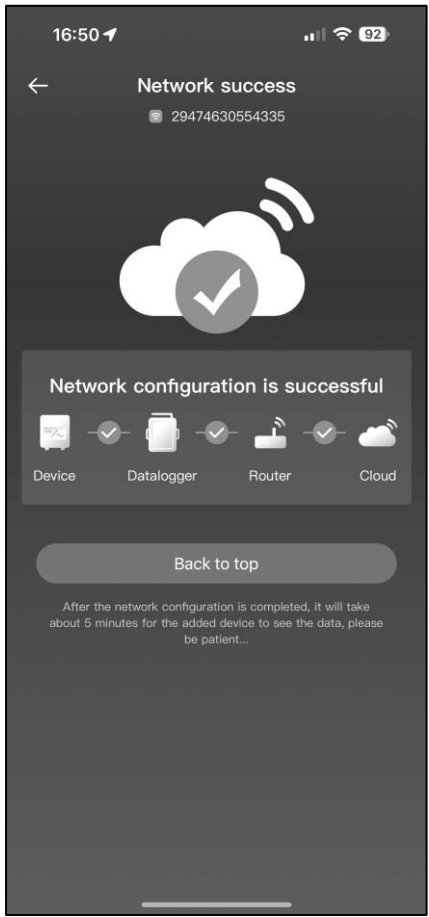 16:50
92
Network success
29474630554335
Network configuration is successful
Device Datalogger Router Cloud
Back to top
After the network configuration is completed, it will take
about 5 minutes for the added device to see the data, please
be patient...